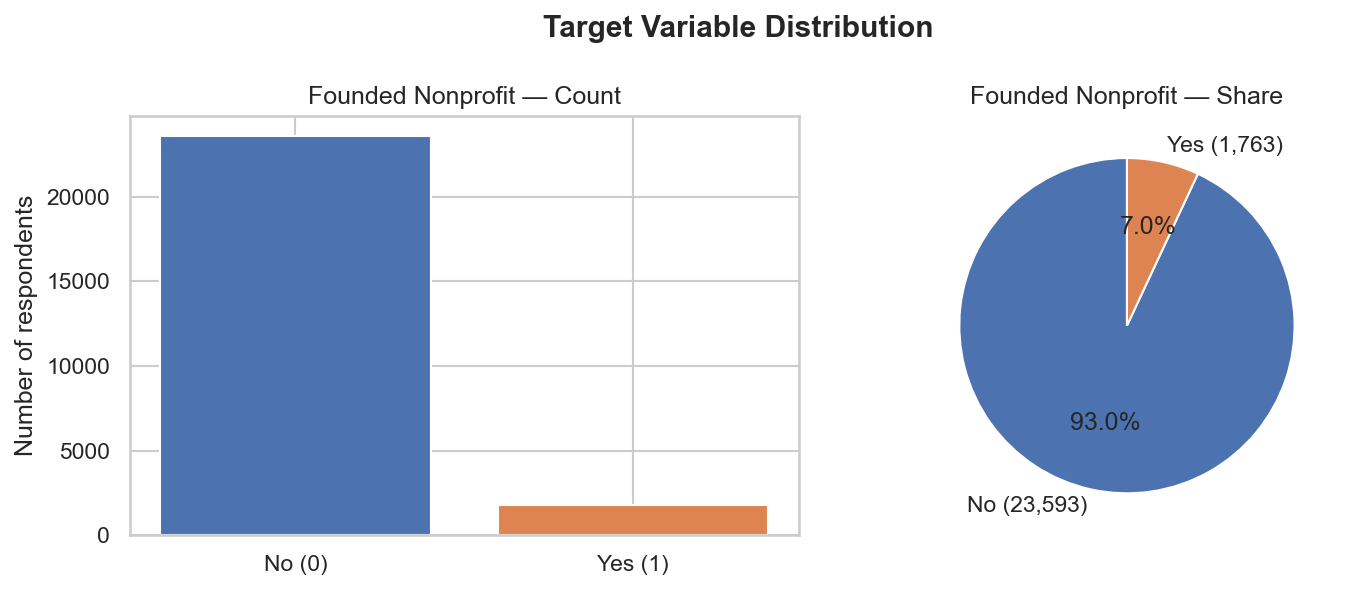 Target Variable Distribution
Founded Nonprofit — Count
Number of respondents
20000
15000
10000
5000
0
No (0)
Yes (1)
Founded Nonprofit — Share
Yes (1,763)
7.0%
93.0%
No (23,593)